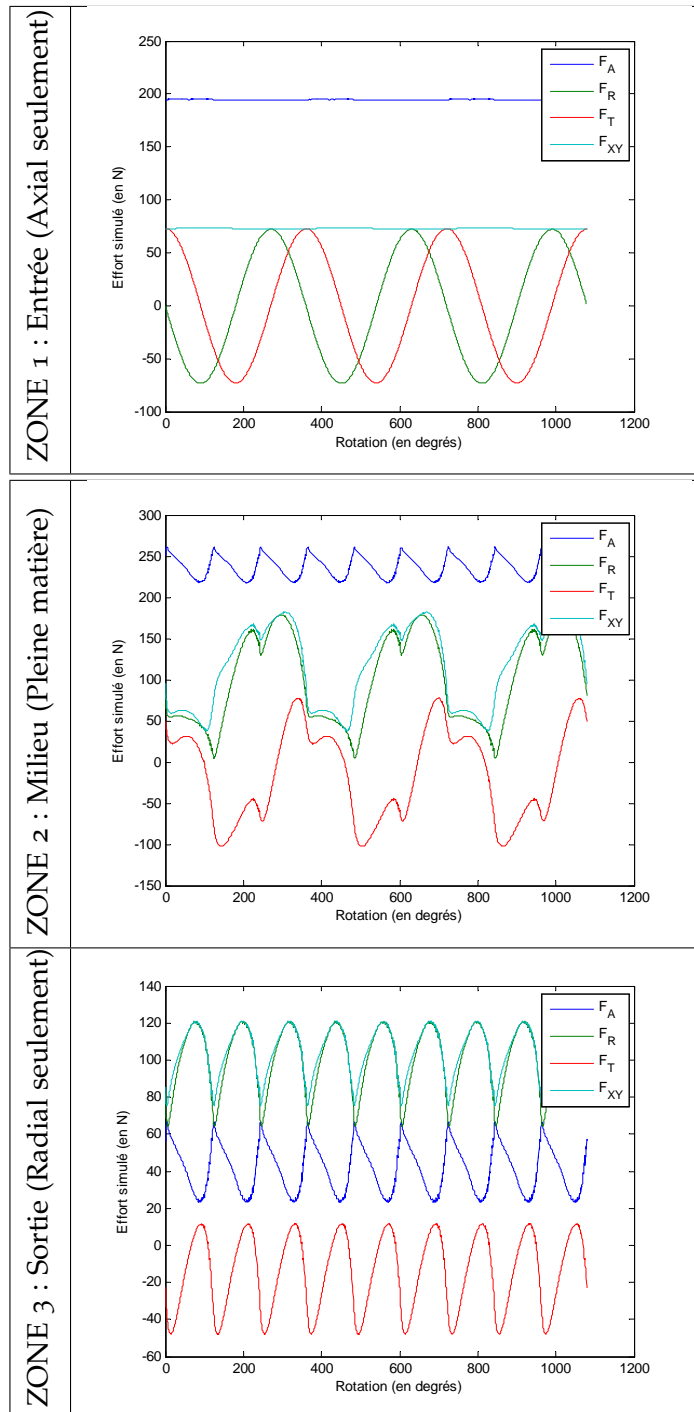 ZONE 1 : Entrée (Axial seulement)
250
200
150
100
50
0
-50
-100
Effort simulé (en N)
0 200 400 600 800 1000 1200
Rotation (en degrés)
F_A
F_R
F_T
F_XY
ZONE 2 : Milieu (Pleine matière)
300
250
200
150
100
50
0
-50
-100
-150
Effort simulé (en N)
0 200 400 600 800 1000 1200
Rotation (en degrés)
F_A
F_R
F_T
F_XY
ZONE 3 : Sortie (Radial seulement)
140
120
100
80
60
40
20
0
-20
-40
-60
Effort simulé (en N)
0 200 400 600 800 1000 1200
Rotation (en degrés)
F_A
F_R
F_T
F_XY